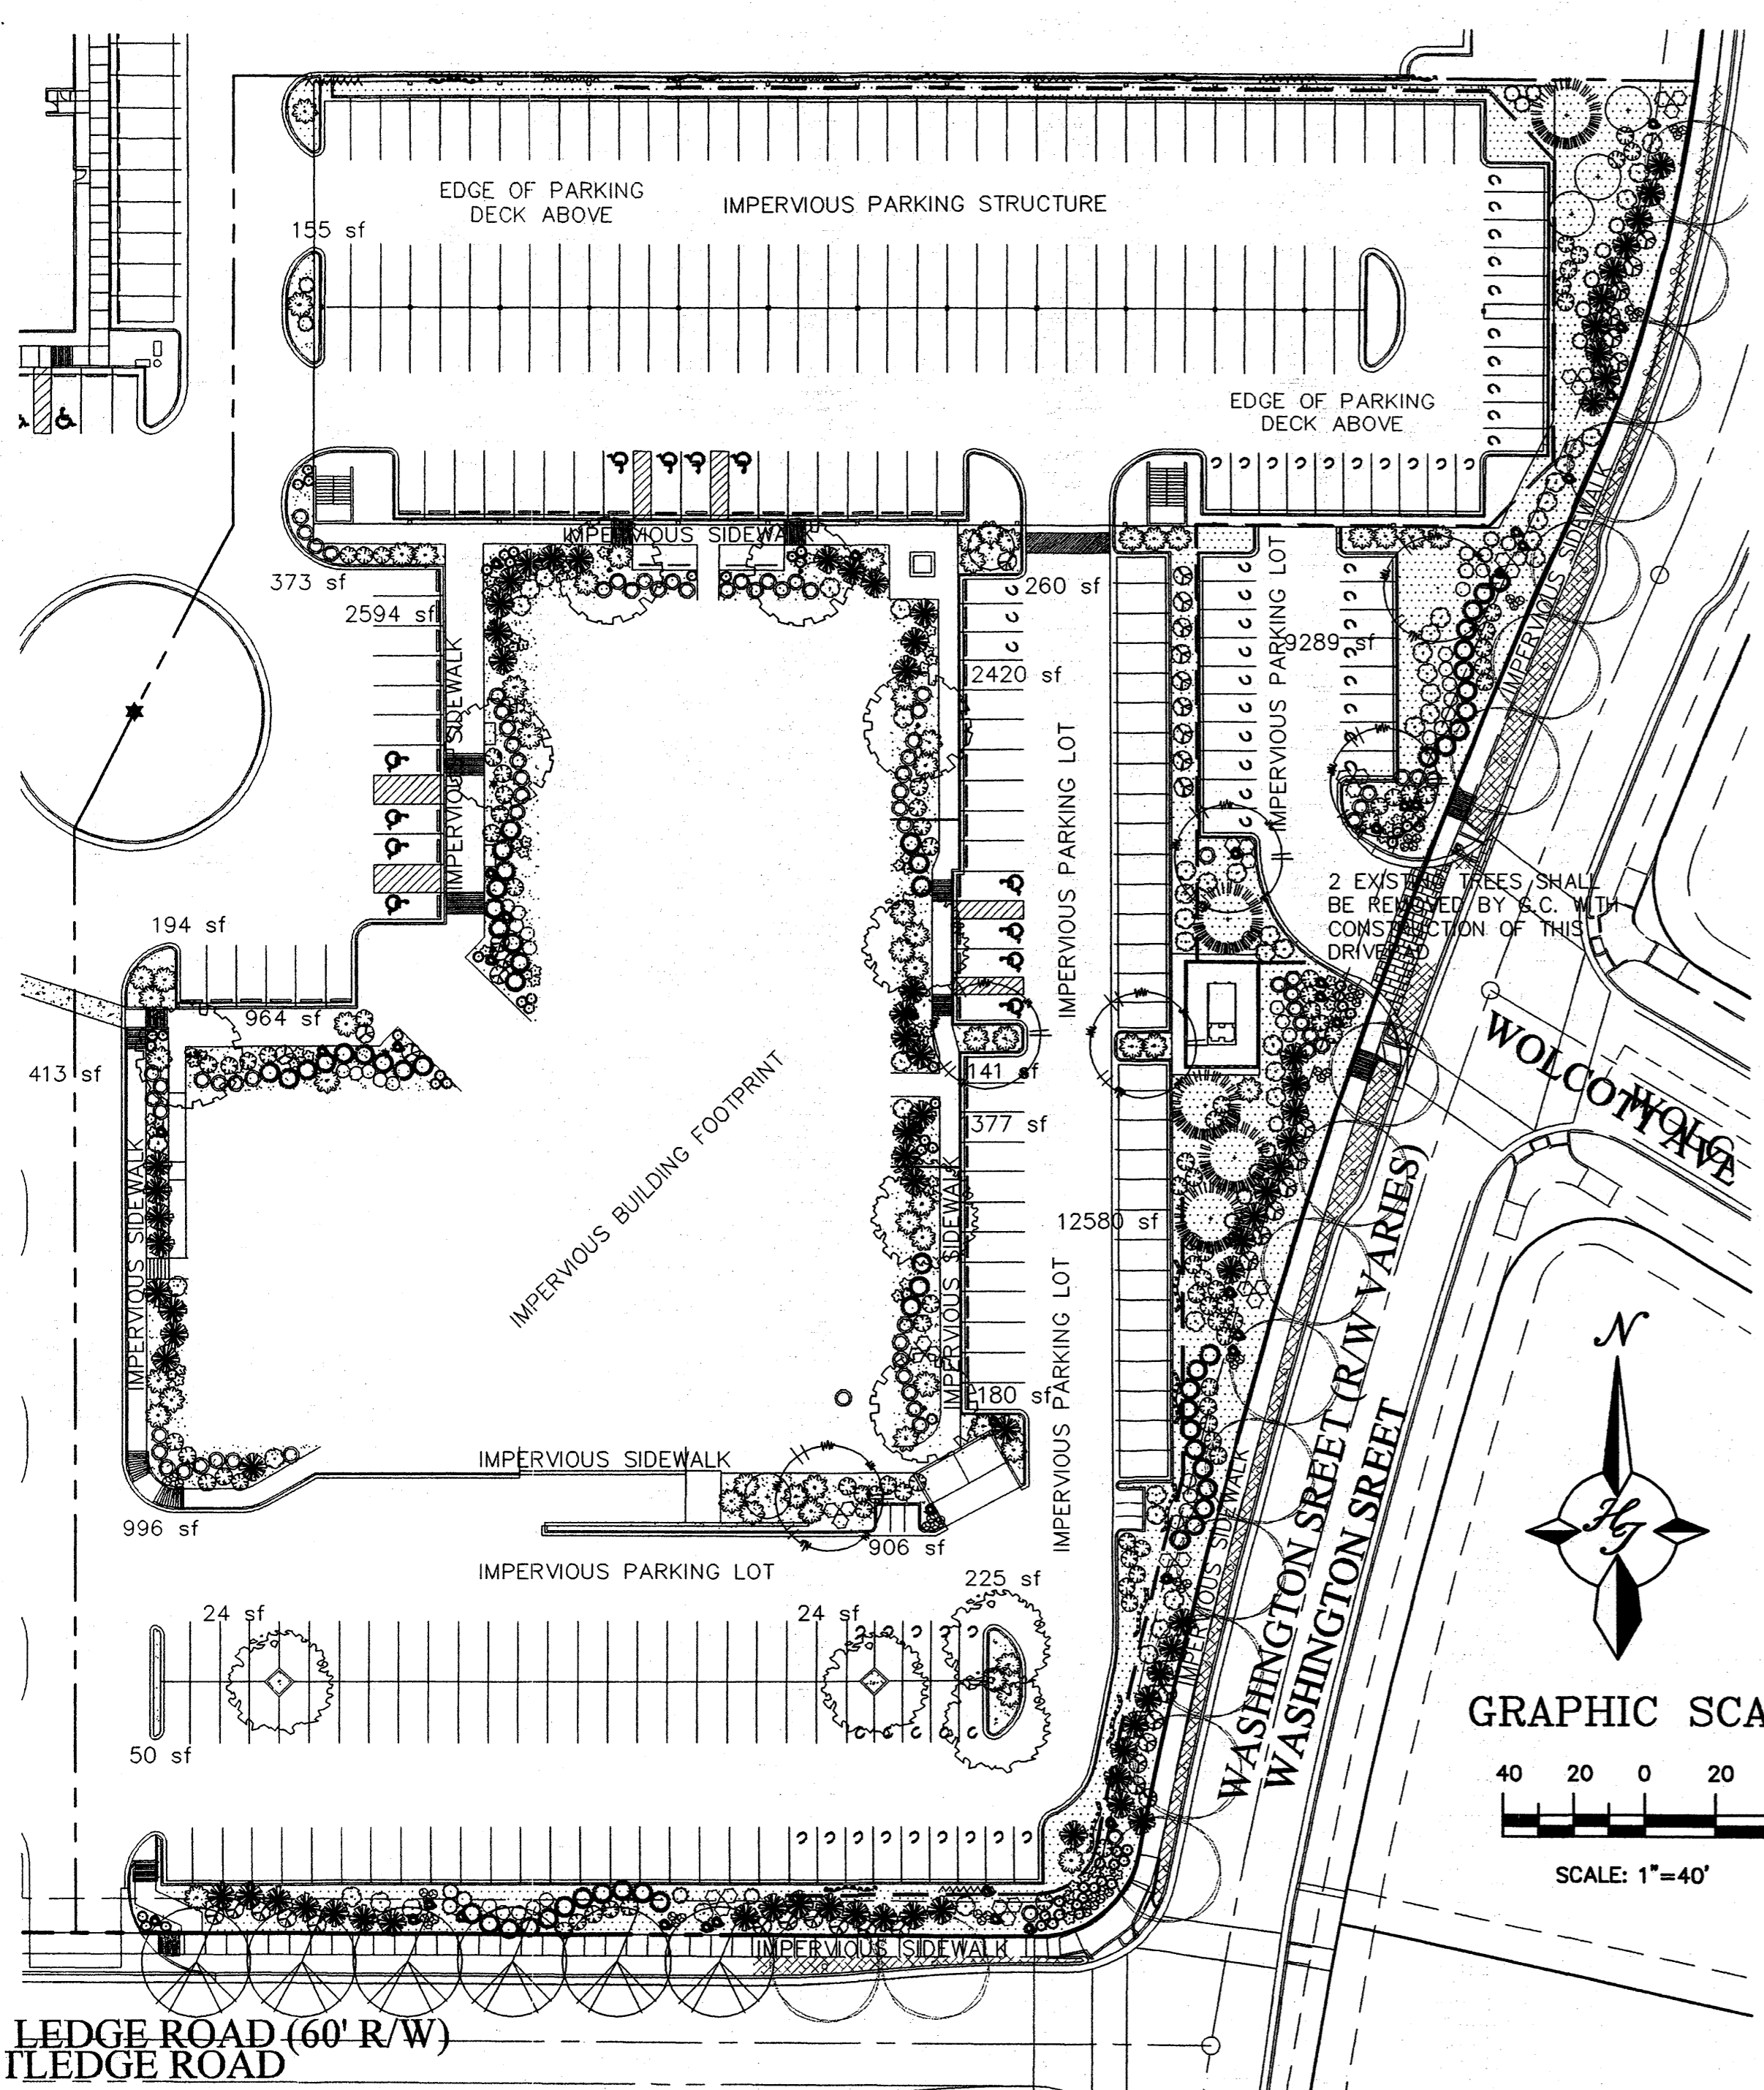 EDGE OF PARKING
DECK ABOVE
IMPERVIOUS PARKING STRUCTURE
155 sf
EDGE OF PARKING
DECK ABOVE
IMPERVIOUS SIDEWALK
373 sf
260 sf
2594 sf
IMPERVIOUS SIDEWALK
IMPERVIOUS PARKING LOT
9289 sf
IMPERVIOUS SIDEWALK
IMPERVIOUS SIDEWALK
2420 sf
IMPERVIOUS PARKING LOT
2 EXISTING TREES SHALL
BE REMOVED BY G.C. WITH
CONSTRUCTION OF THIS
DRIVE
194 sf
964 sf
413 sf
141 sf
377 sf
WOLCOTT AVE
WOLC
IMPERVIOUS BUILDING FOOTPRINT
IMPERVIOUS SIDEWALK
IMPERVIOUS SIDEWALK
12580 sf
IMPERVIOUS PARKING LOT
180 sf
WASHINGTON SREET (R/W VARIES)
WASHINGTON SREET
N
IMPERVIOUS SIDEWALK
IMPERVIOUS SIDEWALK
996 sf
906 sf
HJ
IMPERVIOUS PARKING LOT
225 sf
24 sf
24 sf
IMPERVIOUS SIDEWALK
50 sf
GRAPHIC SCA
40 20 0 20
SCALE: 1"=40'
IMPERVIOUS SIDEWALK
LEDGE ROAD (60' R/W)
TLEDGE ROAD